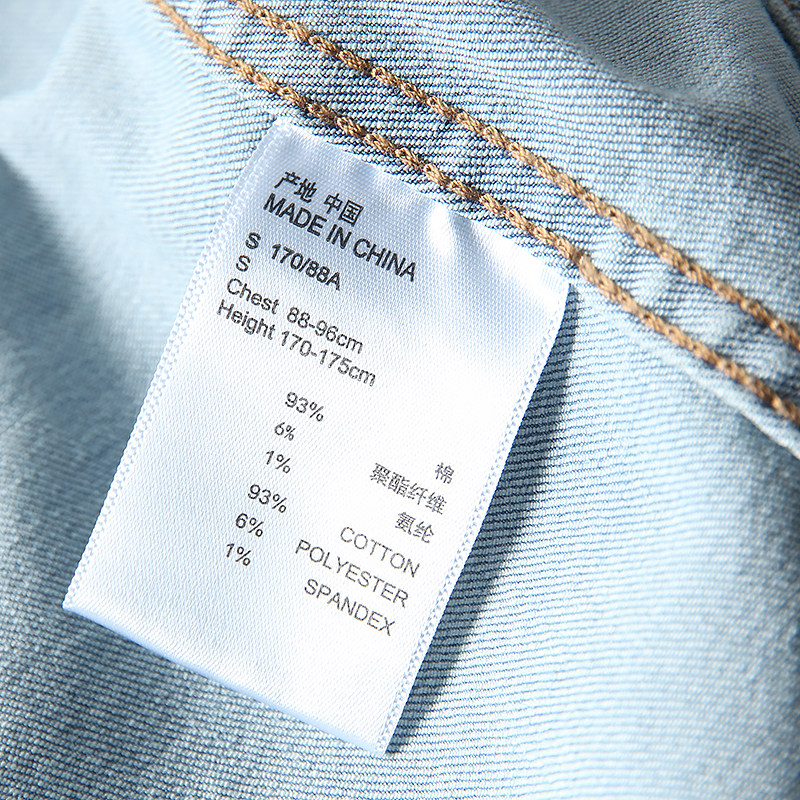 产地 中国
MADE IN CHINA
S 170/88A
S
Chest 88-96cm
Height 170-175cm
93% 棉
6% 聚酯纤维
1% 氨纶
93% COTTON
6% POLYESTER
1% SPANDEX